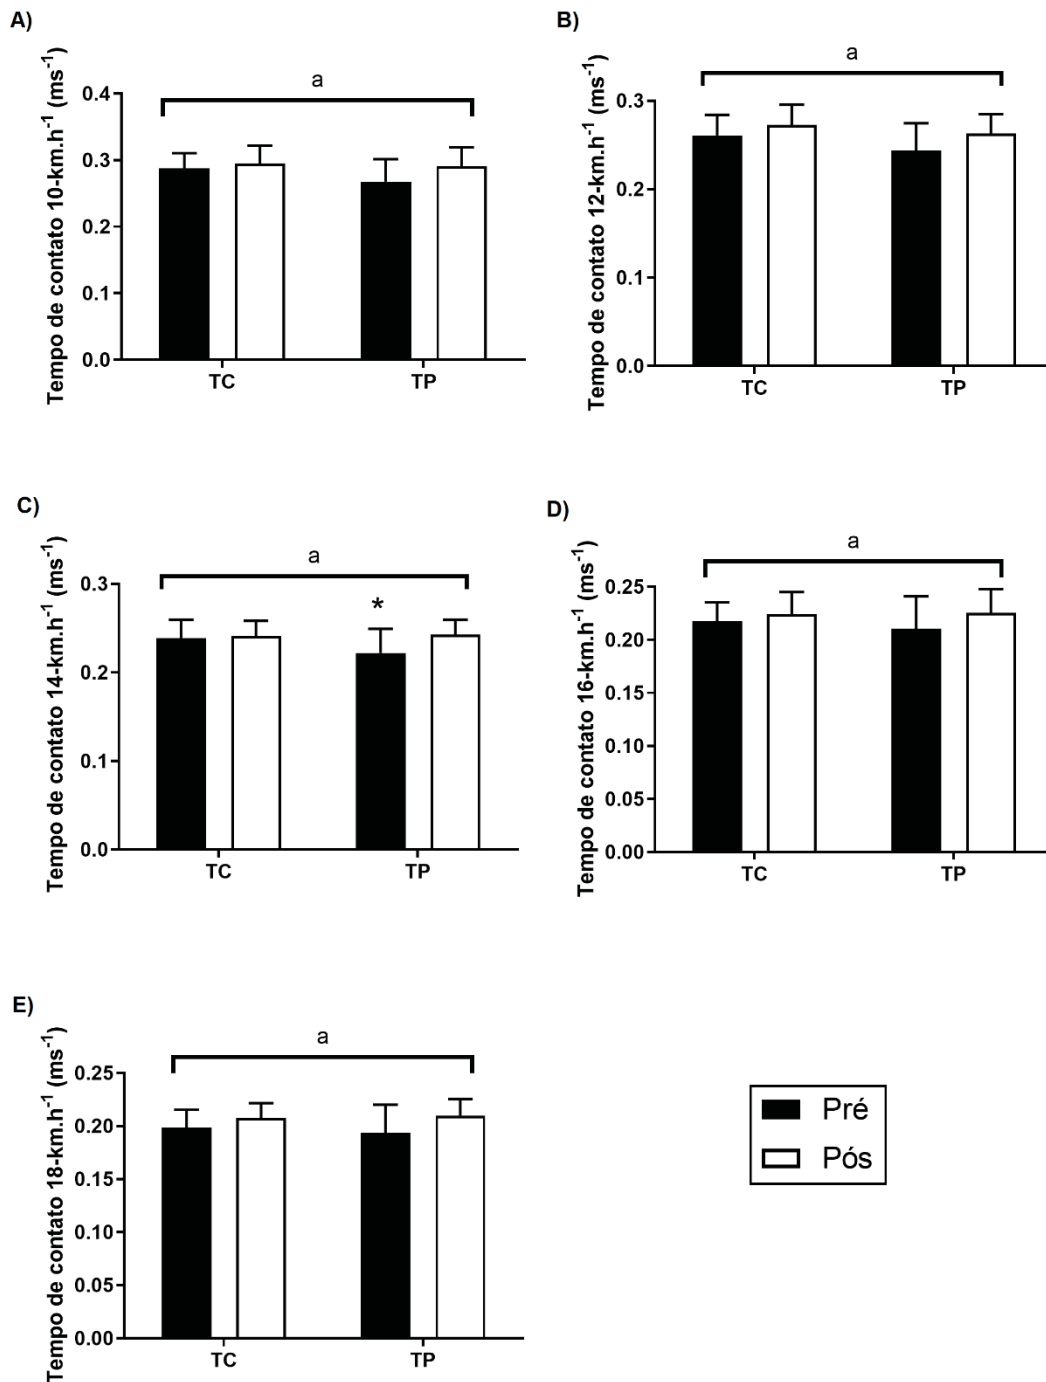 A)
Tempo de contato 10-km.h⁻¹ (ms⁻¹)
a
0.4
0.3
0.2
0.1
0.0
TC
TP
B)
Tempo de contato 12-km.h⁻¹ (ms⁻¹)
a
0.3
0.2
0.1
0.0
TC
TP
C)
Tempo de contato 14-km.h⁻¹ (ms⁻¹)
a
*
0.3
0.2
0.1
0.0
TC
TP
D)
Tempo de contato 16-km.h⁻¹ (ms⁻¹)
a
0.25
0.20
0.15
0.10
0.05
0.00
TC
TP
E)
Tempo de contato 18-km.h⁻¹ (ms⁻¹)
a
0.25
0.20
0.15
0.10
0.05
0.00
TC
TP
Pré
Pós